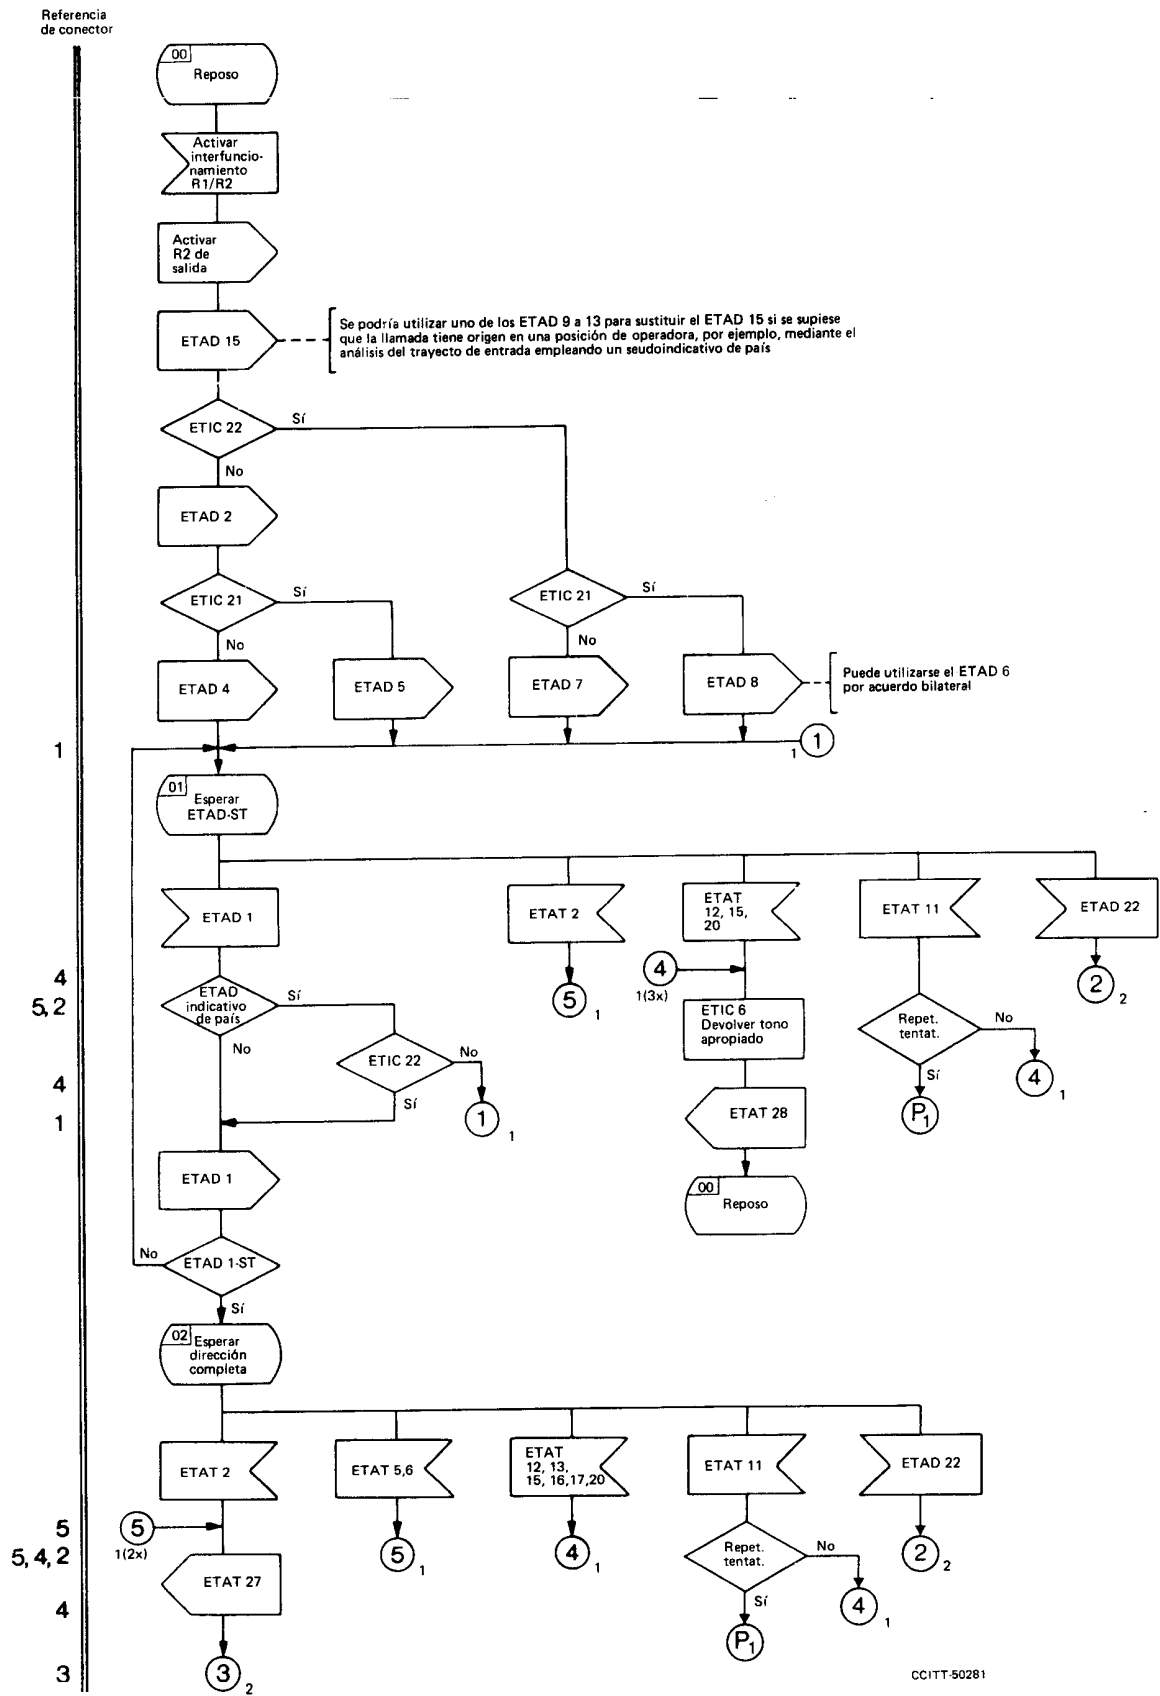 Referencia
de conector
00
Reposo
Activar
interfuncio-
namiento
R1/R2
Activar
R2 de
salida
ETAD 15
Se podría utilizar uno de los ETAD 9 a 13 para sustituir el ETAD 15 si se supiese
que la llamada tiene origen en una posición de operadora, por ejemplo, mediante el
análisis del trayecto de entrada empleando un seudoindicativo de país
ETIC 22
Sí
No
ETAD 2
ETIC 21
Sí
No
ETIC 21
Sí
No
ETAD 4
ETAD 5
ETAD 7
ETAD 8
Puede utilizarse el ETAD 6
por acuerdo bilateral
1
1
1
01
Esperar
ETAD-ST
ETAD 1
ETAT 2
ETAT
12, 15,
20
ETAT 11
ETAD 22
4
5, 2
ETAD
indicativo
de país
Sí
No
5
1
4
1(3x)
ETIC 6
Devolver tono
apropiado
Repet.
tentat.
No
Sí
2
2
4
ETIC 22
No
Sí
4
1
1
1
1
ETAT 28
P1
ETAD 1
00
Reposo
No
ETAD 1-ST
Sí
02
Esperar
dirección
completa
ETAT 2
ETAT 5,6
ETAT
12, 13,
15, 16,17,20
ETAT 11
ETAD 22
5
5
1(2x)
5
1
4
1
Repet.
tentat.
No
Sí
2
2
5, 4, 2
ETAT 27
4
4
1
P1
3
3
2
CCITT-50281